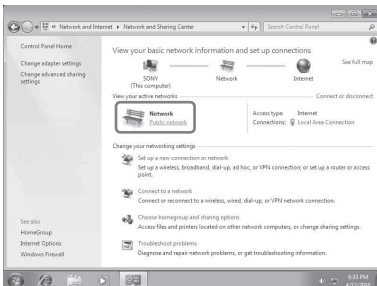 « Network and Internet ▸ Network and Sharing Center
Search Control Panel
Control Panel Home
Change adapter settings
Change advanced sharing
settings
View your basic network information and set up connections
See full map
SONY
(This computer)
Network
Internet
View your active networks
Connect or disconnect
Network
Public network
Access type: Internet
Connections: Local Area Connection
Change your networking settings
Set up a new connection or network
Set up a wireless, broadband, dial-up, ad hoc, or VPN connection; or set up a router or access
point.
Connect to a network
Connect or reconnect to a wireless, wired, dial-up, or VPN network connection.
Choose homegroup and sharing options
Access files and printers located on other network computers, or change sharing settings.
Troubleshoot problems
Diagnose and repair network problems, or get troubleshooting information.
See also
HomeGroup
Internet Options
Windows Firewall
6:33 PM